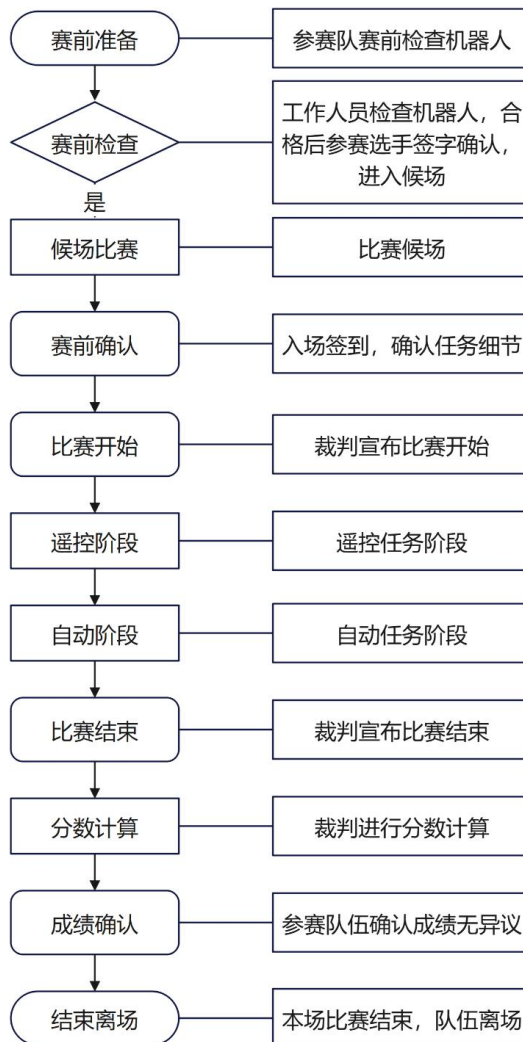 赛前准备
参赛队赛前检查机器人
赛前检查
工作人员检查机器人，合
格后参赛选手签字确认，
进入候场
是
候场比赛
比赛候场
赛前确认
入场签到，确认任务细节
比赛开始
裁判宣布比赛开始
遥控阶段
遥控任务阶段
自动阶段
自动任务阶段
比赛结束
裁判宣布比赛结束
分数计算
裁判进行分数计算
成绩确认
参赛队伍确认成绩无异议
结束离场
本场比赛结束，队伍离场